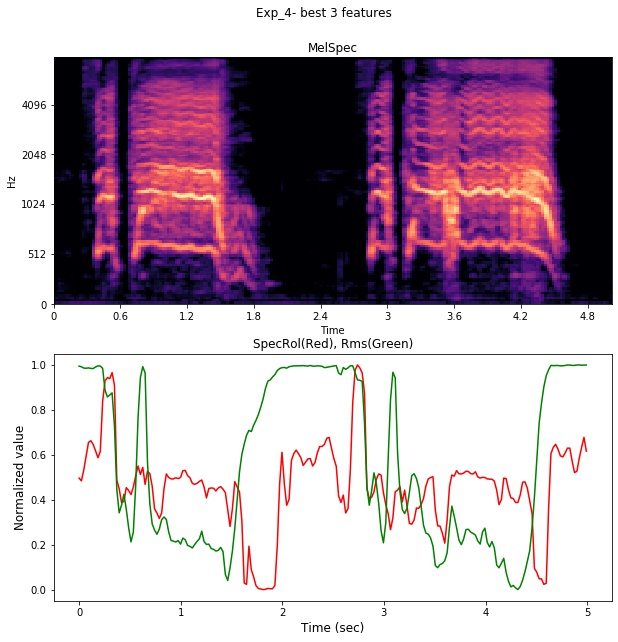 Exp_4- best 3 features
MelSpec
4096
2048
1024
512
0
Hz
0 0.6 1.2 1.8 2.4 3 3.6 4.2 4.8
Time
SpecRol(Red), Rms(Green)
1.0
0.8
0.6
0.4
0.2
0.0
Normalized value
0 1 2 3 4 5
Time (sec)